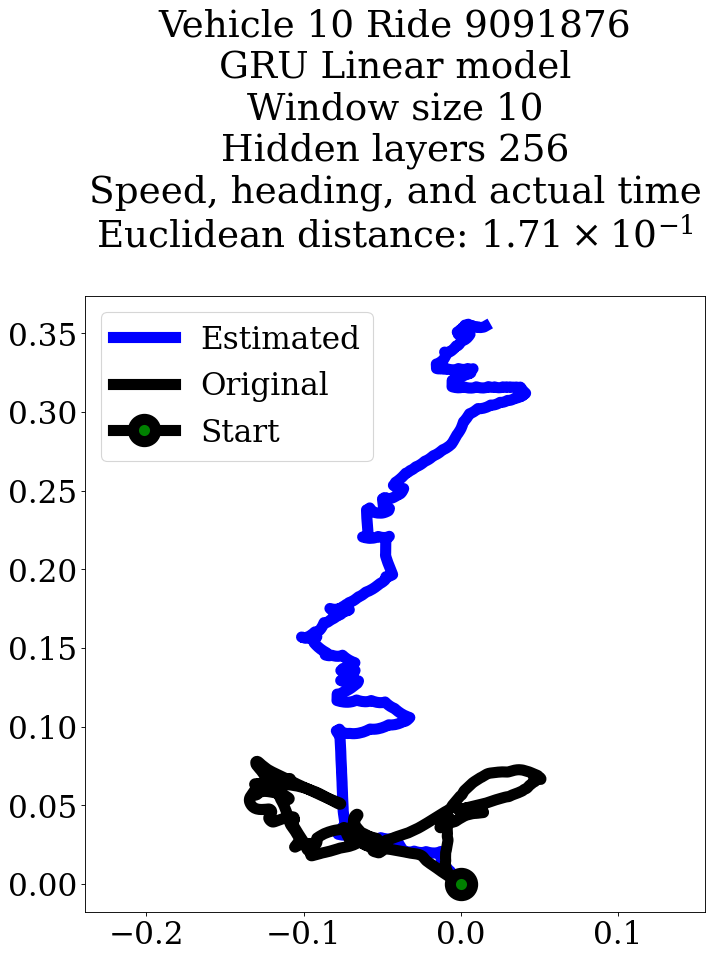 Vehicle 10 Ride 9091876
GRU Linear model
Window size 10
Hidden layers 256
Speed, heading, and actual time
Euclidean distance: 1.71 × 10⁻¹
Estimated
Original
Start
0.35
0.30
0.25
0.20
0.15
0.10
0.05
0.00
−0.2 −0.1 0.0 0.1